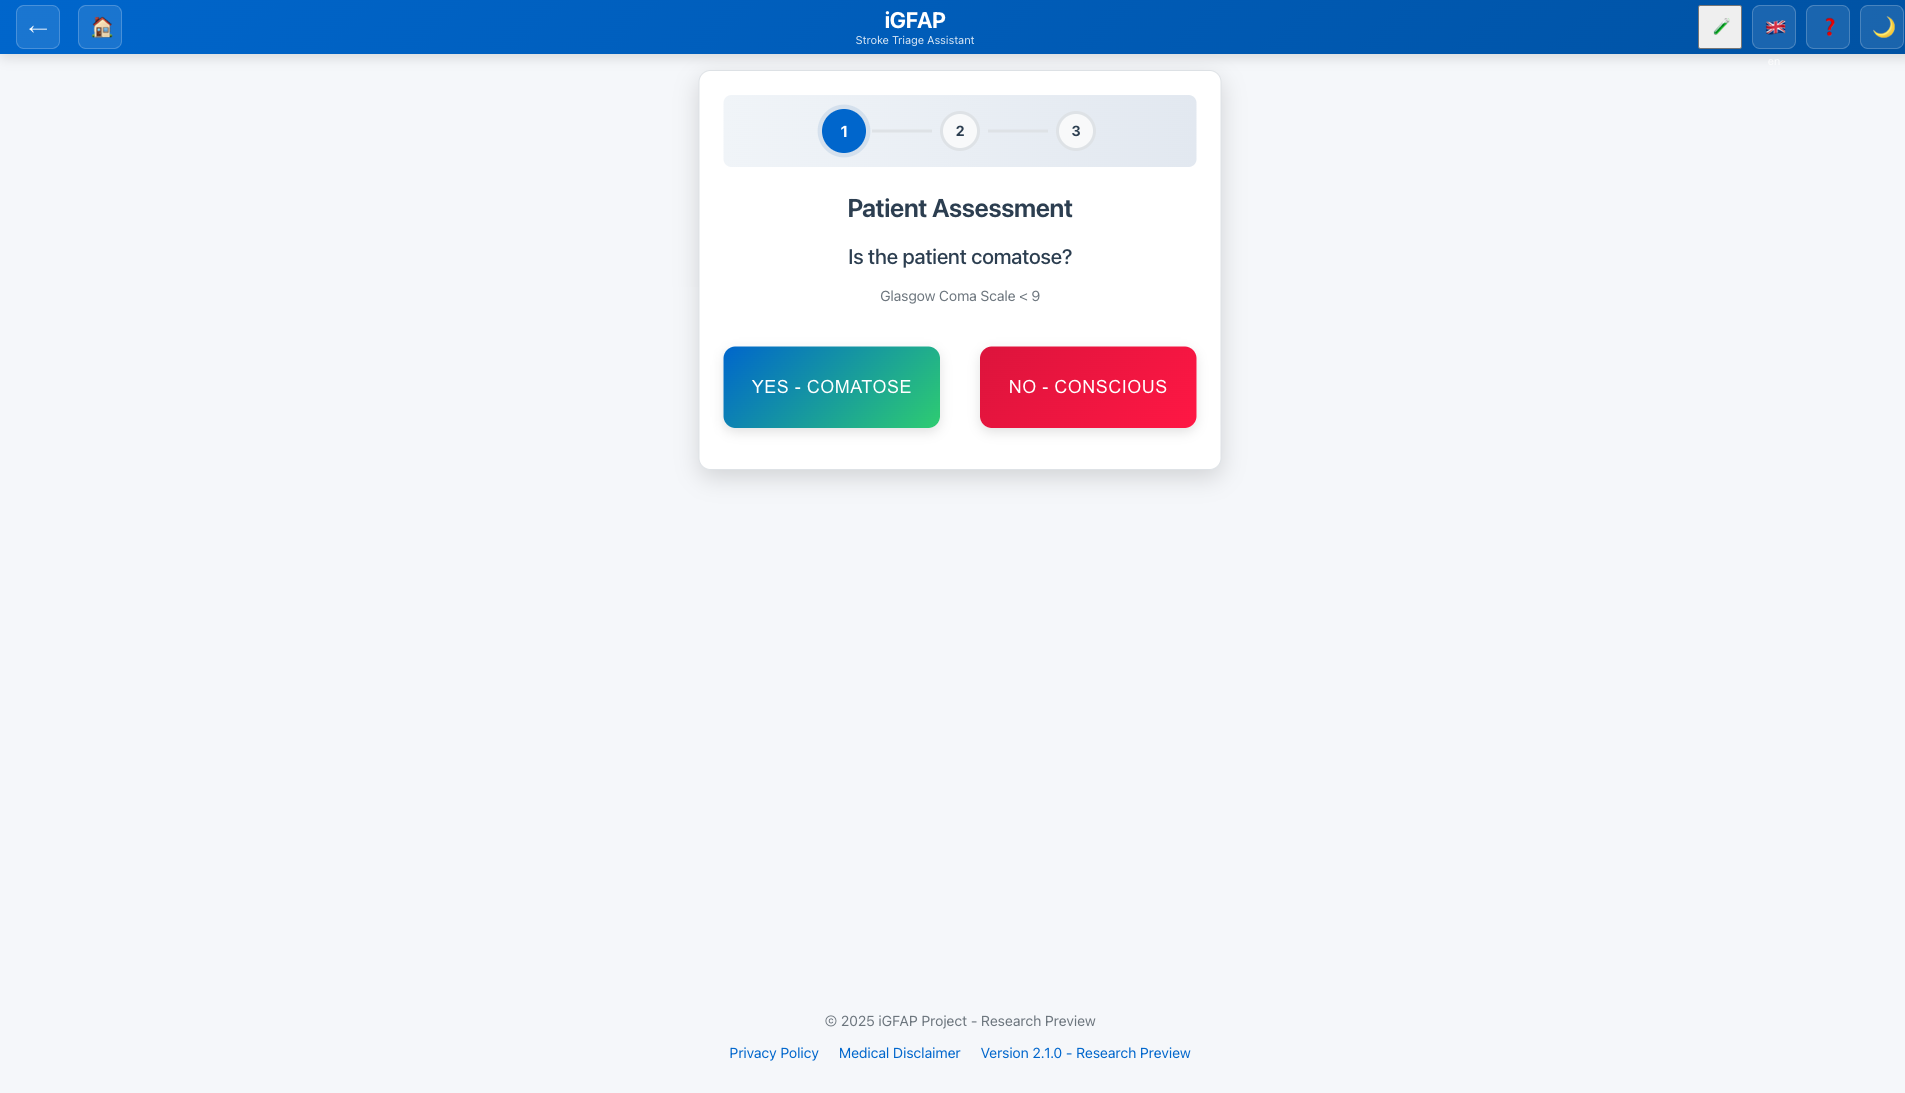 iGFAP
Stroke Triage Assistant
1
2
3
Patient Assessment
Is the patient comatose?
Glasgow Coma Scale < 9
YES - COMATOSE
NO - CONSCIOUS
© 2025 iGFAP Project - Research Preview
Privacy Policy
Medical Disclaimer
Version 2.1.0 - Research Preview